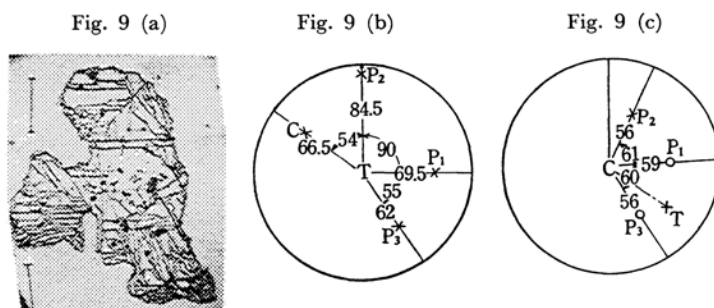 Fig. 9 (a)
Fig. 9 (b)
Fig. 9 (c)
P₂
84.5
C
54
66.5
90
T
69.5
P₁
55
62
P₃
P₂
56
61
C
59
P₁
60
56
T
P₃